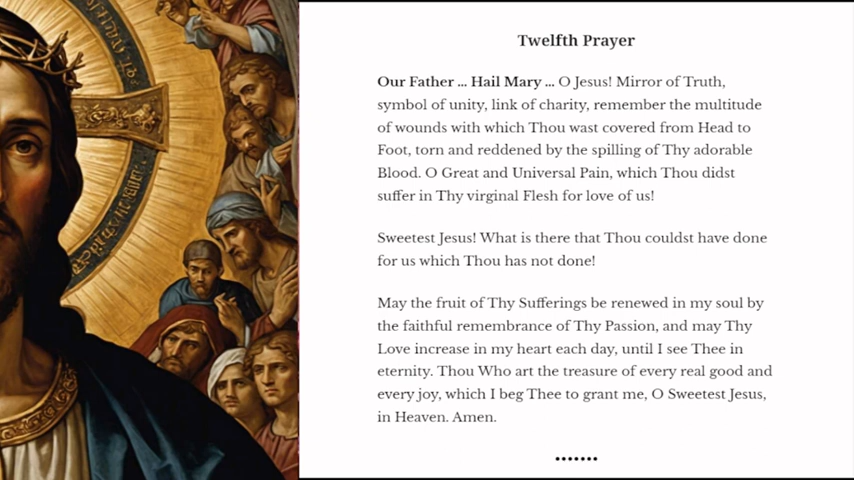 Twelfth Prayer
Our Father ... Hail Mary ... O Jesus! Mirror of Truth,
symbol of unity, link of charity, remember the multitude
of wounds with which Thou wast covered from Head to
Foot, torn and reddened by the spilling of Thy adorable
Blood. O Great and Universal Pain, which Thou didst
suffer in Thy virginal Flesh for love of us!
Sweetest Jesus! What is there that Thou couldst have done
for us which Thou has not done!
May the fruit of Thy Sufferings be renewed in my soul by
the faithful remembrance of Thy Passion, and may Thy
Love increase in my heart each day, until I see Thee in
eternity. Thou Who art the treasure of every real good and
every joy, which I beg Thee to grant me, O Sweetest Jesus,
in Heaven. Amen.
•••••••